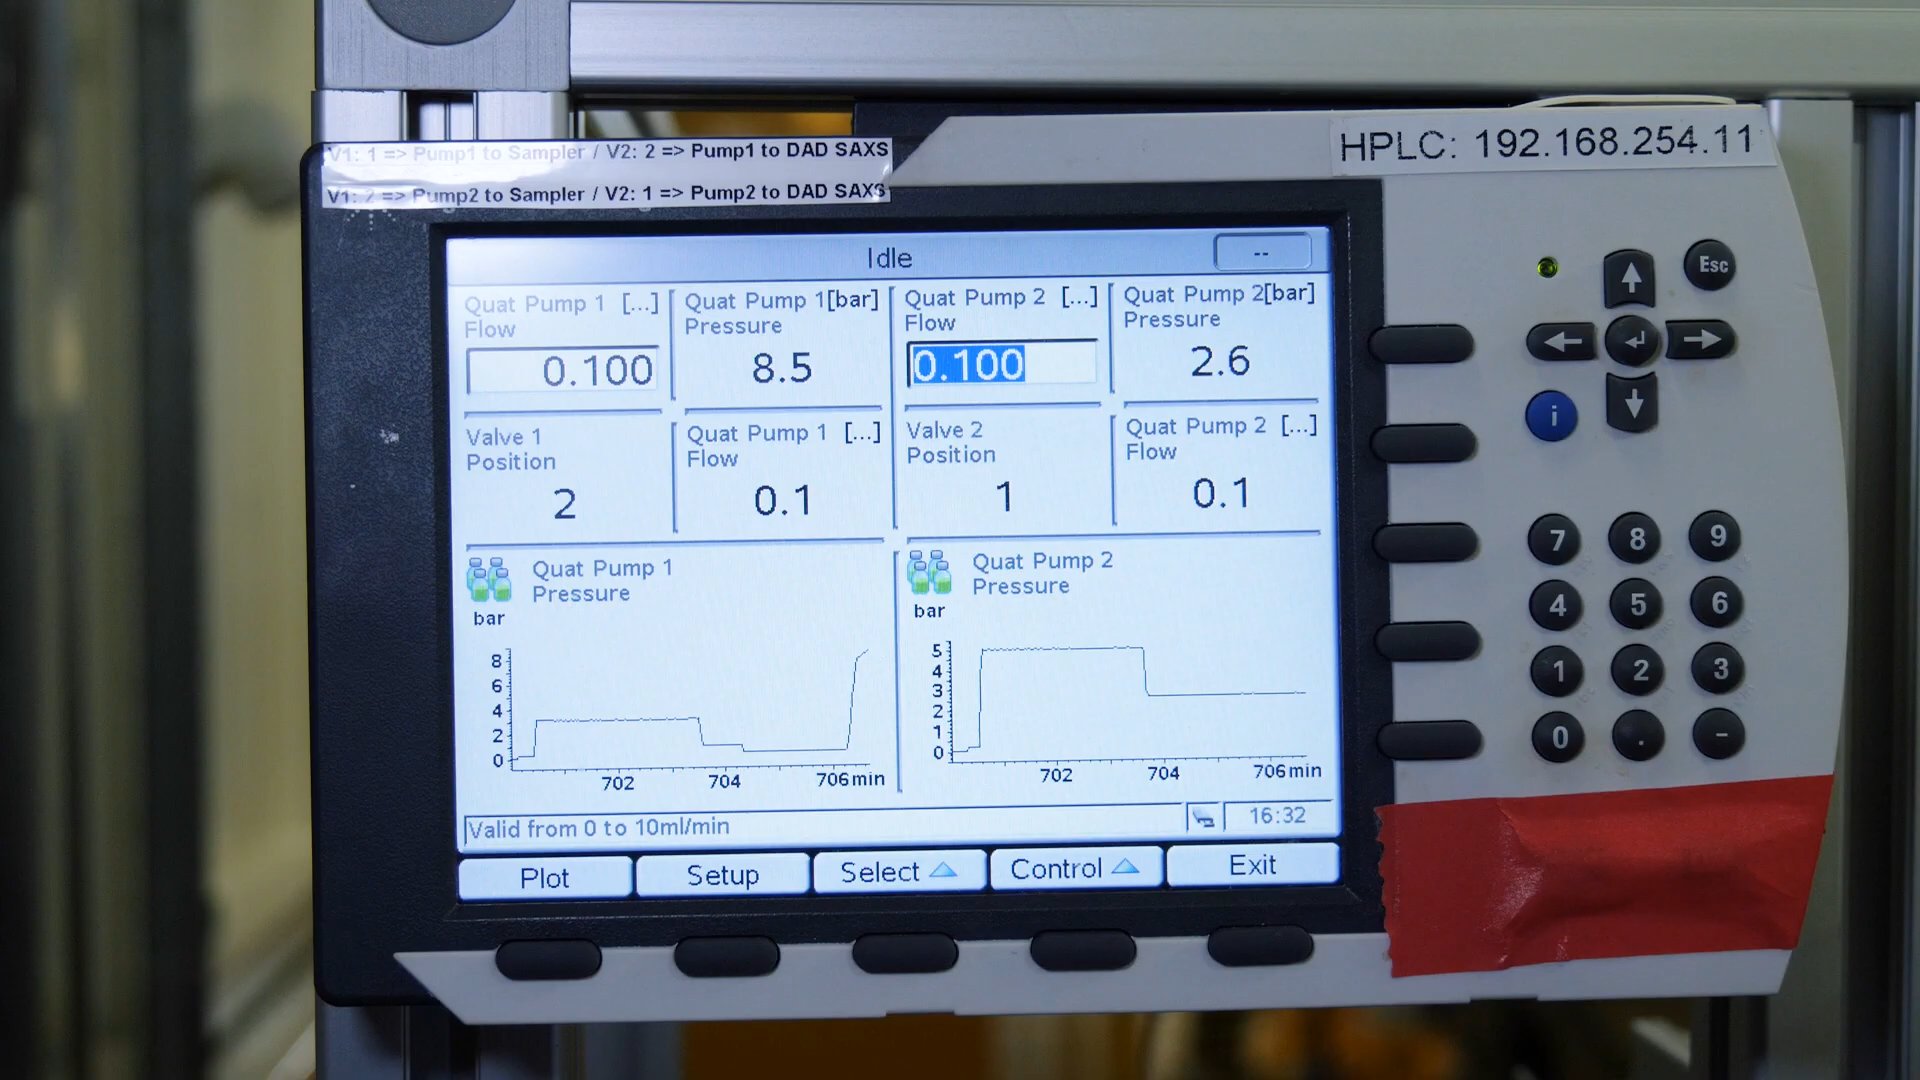 V1: 1 => Pump1 to Sampler / V2: 2 => Pump1 to DAD SAXS
V1: 2 => Pump2 to Sampler / V2: 1 => Pump2 to DAD SAXS
HPLC: 192.168.254.11
Idle
--
Quat Pump 1 [...]
Flow
0.100
Quat Pump 1[bar]
Pressure
8.5
Quat Pump 2 [...]
Flow
0.100
Quat Pump 2[bar]
Pressure
2.6
Valve 1
Position
2
Quat Pump 1 [...]
Flow
0.1
Valve 2
Position
1
Quat Pump 2 [...]
Flow
0.1
Quat Pump 1
Pressure
bar
8
6
4
2
0
702 704 706min
Quat Pump 2
Pressure
bar
5
4
3
2
1
0
702 704 706min
Valid from 0 to 10ml/min
16:32
Plot Setup Select Control Exit
Esc
i
7 8 9
4 5 6
1 2 3
0 . -